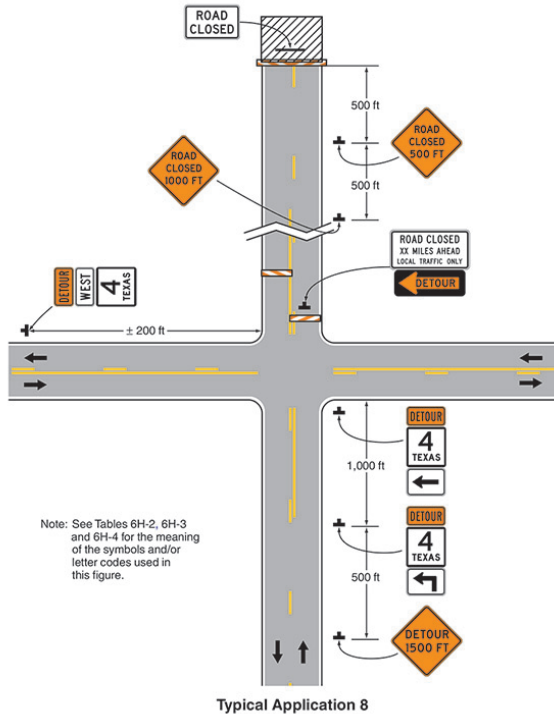 ROAD
CLOSED
500 ft
ROAD
CLOSED
1000 FT
ROAD
CLOSED
500 FT
500 ft
ROAD CLOSED
XX MILES AHEAD
LOCAL TRAFFIC ONLY
DETOUR
DETOUR
WEST
4
TEXAS
± 200 ft
DETOUR
4
TEXAS
1,000 ft
DETOUR
4
TEXAS
Note: See Tables 6H-2, 6H-3
and 6H-4 for the meaning
of the symbols and/or
letter codes used in
this figure.
500 ft
DETOUR
1500 FT
Typical Application 8